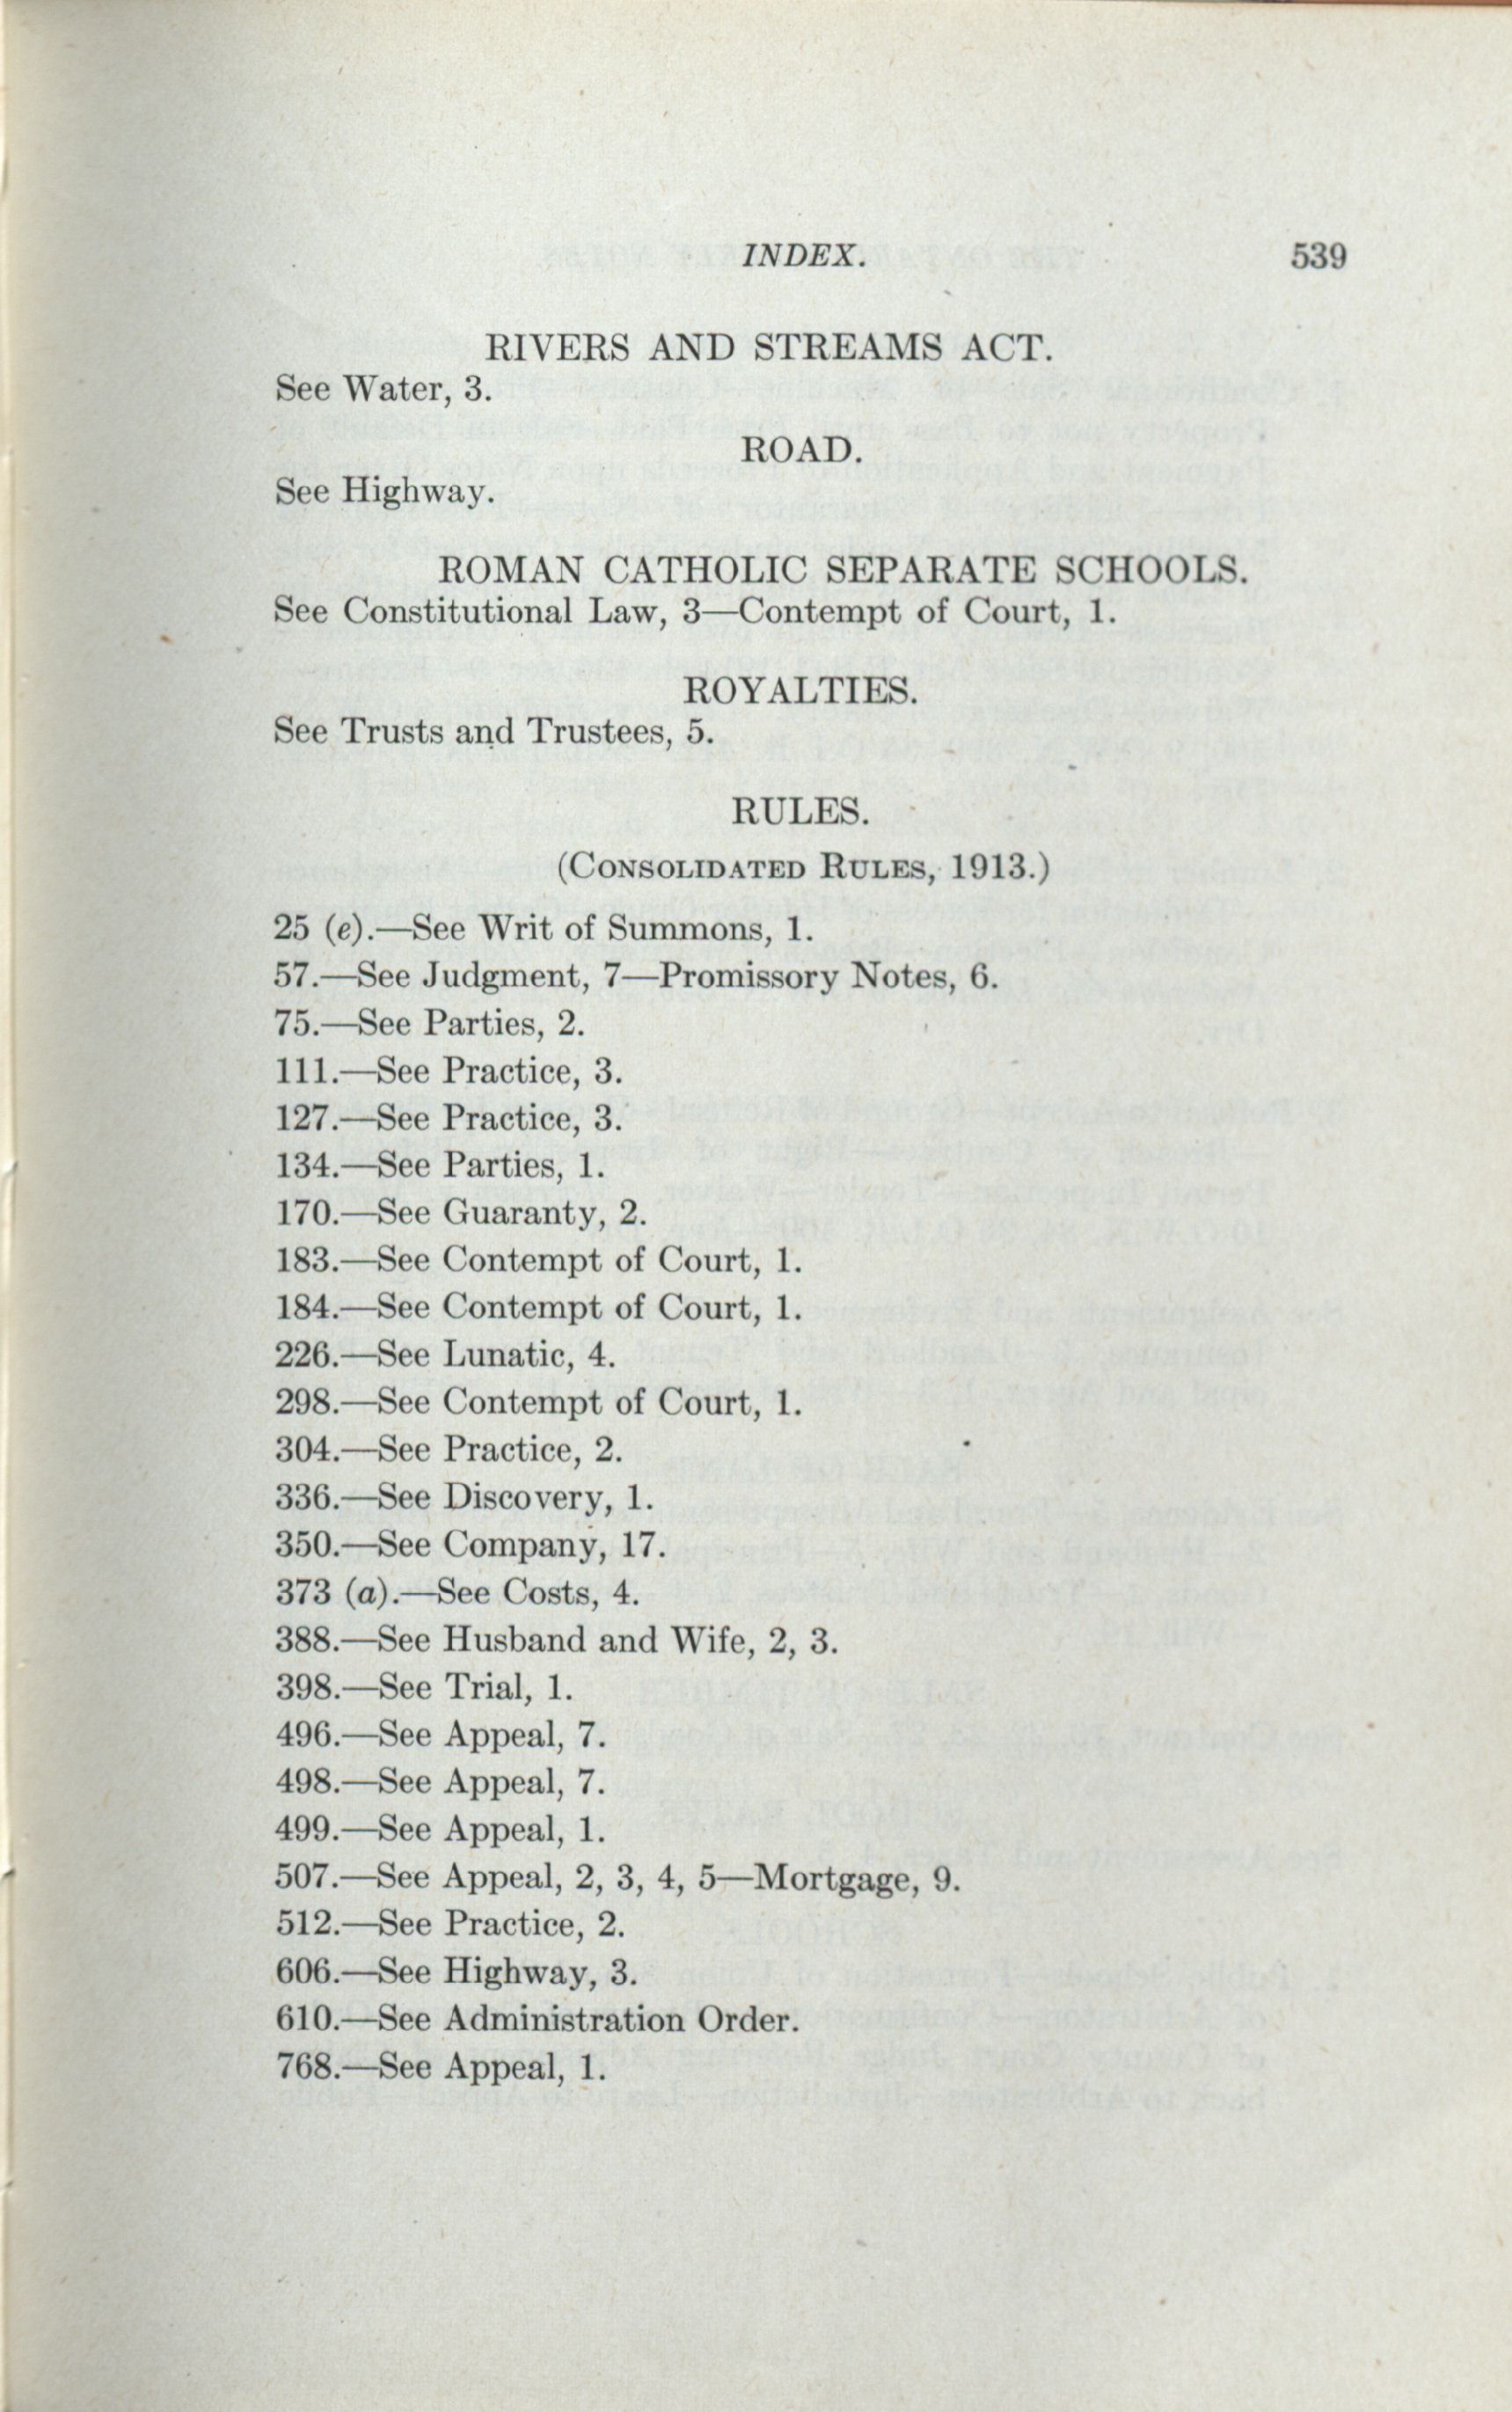 INDEX. 539
RIVERS AND STREAMS ACT.
See Water, 3.
ROAD.
See Highway.
ROMAN CATHOLIC SEPARATE SCHOOLS.
See Constitutional Law, 3—Contempt of Court, 1.
ROYALTIES.
See Trusts and Trustees, 5.
RULES.
(Consolidated Rules, 1913.)
25 (e).—See Writ of Summons, 1.
57.—See Judgment, 7—Promissory Notes, 6.
75.—See Parties, 2.
111.—See Practice, 3.
127.—See Practice, 3.
134.—See Parties, 1.
170.—See Guaranty, 2.
183.—See Contempt of Court, 1.
184.—See Contempt of Court, 1.
226.—See Lunatic, 4.
298.—See Contempt of Court, 1.
304.—See Practice, 2.
336.—See Discovery, 1.
350.—See Company, 17.
373 (a).—See Costs, 4.
388.—See Husband and Wife, 2, 3.
398.—See Trial, 1.
496.—See Appeal, 7.
498.—See Appeal, 7.
499.—See Appeal, 1.
507.—See Appeal, 2, 3, 4, 5—Mortgage, 9.
512.—See Practice, 2.
606.—See Highway, 3.
610.—See Administration Order.
768.—See Appeal, 1.